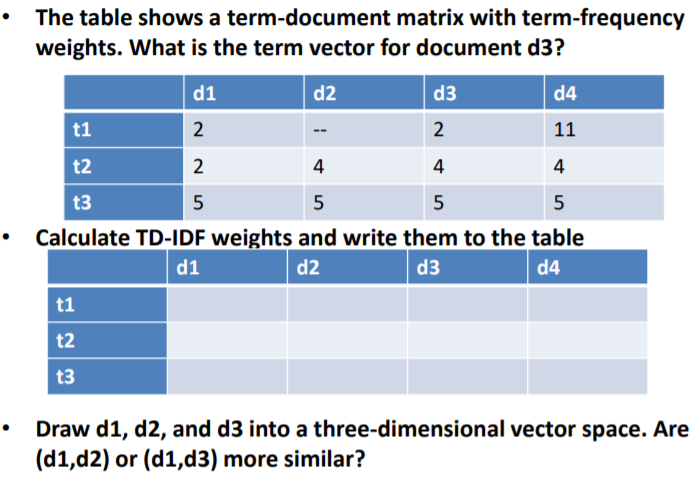 • The table shows a term-document matrix with term-frequency
weights. What is the term vector for document d3?
d1 d2 d3 d4
t1 2 -- 2 11
t2 2 4 4 4
t3 5 5 5 5
• Calculate TD-IDF weights and write them to the table
d1 d2 d3 d4
t1
t2
t3
• Draw d1, d2, and d3 into a three-dimensional vector space. Are
(d1,d2) or (d1,d3) more similar?